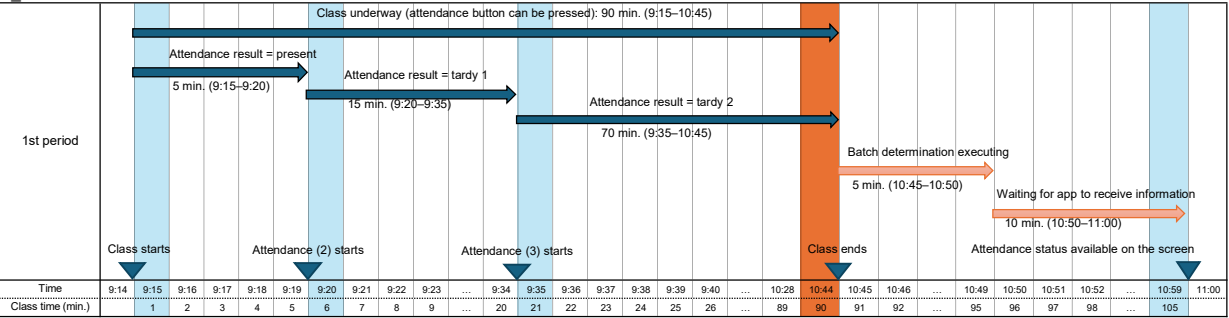 Class underway (attendance button can be pressed): 90 min. (9:15–10:45)
Attendance result = present
5 min. (9:15–9:20)
Attendance result = tardy 1
15 min. (9:20–9:35)
Attendance result = tardy 2
70 min. (9:35–10:45)
1st period
Batch determination executing
5 min. (10:45–10:50)
Waiting for app to receive information
10 min. (10:50–11:00)
Class starts Attendance (2) starts Attendance (3) starts Class ends Attendance status available on the screen
Time 9:14 9:15 9:16 9:17 9:18 9:19 9:20 9:21 9:22 9:23 ... 9:34 9:35 9:36 9:37 9:38 9:39 9:40 ... 10:28 10:44 10:45 10:46 ... 10:49 10:50 10:51 10:52 ... 10:59 11:00
Class time (min.) 1 2 3 4 5 6 7 8 9 ... 20 21 22 23 24 25 26 ... 89 90 91 92 ... 95 96 97 98 ... 105